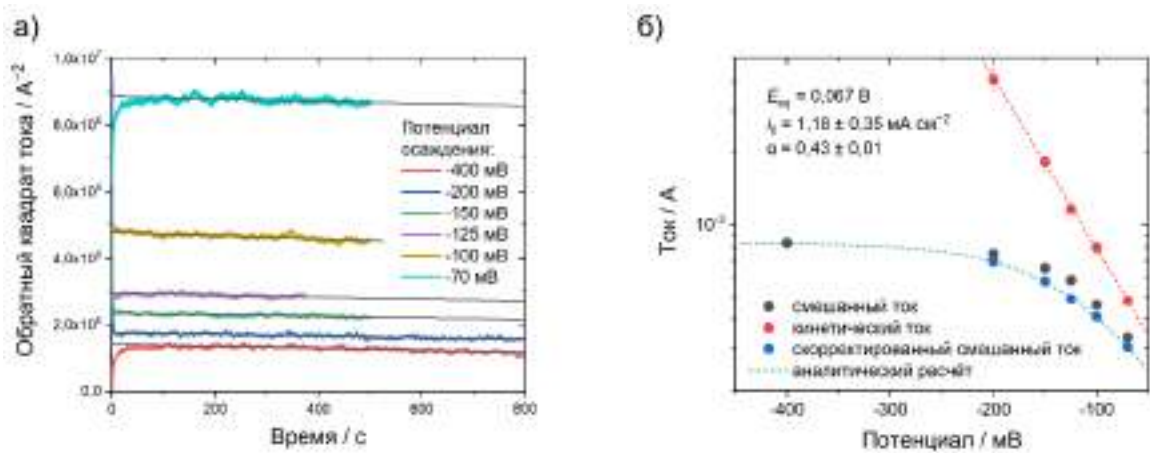 а)
Обратный квадрат тока / А⁻²
1,0x10⁷
8,0x10⁶
6,0x10⁶
4,0x10⁶
2,0x10⁶
0,0
0
200
400
600
800
Время / с
Потенциал
осаждения:
-400 мВ
-200 мВ
-150 мВ
-125 мВ
-100 мВ
-70 мВ
б)
Ток / А
10⁻³
-400
-300
-200
-100
Потенциал / мВ
= 0,067 В
= 1,18 ± 0,35 мА см⁻²
α = 0,43 ± 0,01
смешанный ток
кинетический ток
скорректированный смешанный ток
аналитический расчёт